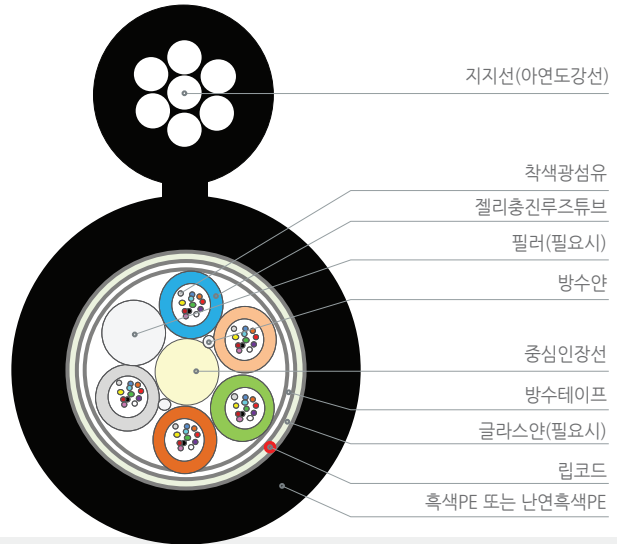 지지선(아연도강선)
착색광섬유
젤리충진루즈튜브
필러(필요시)
방수얀
중심인장선
방수테이프
글라스얀(필요시)
립코드
흑색PE 또는 난연흑색PE